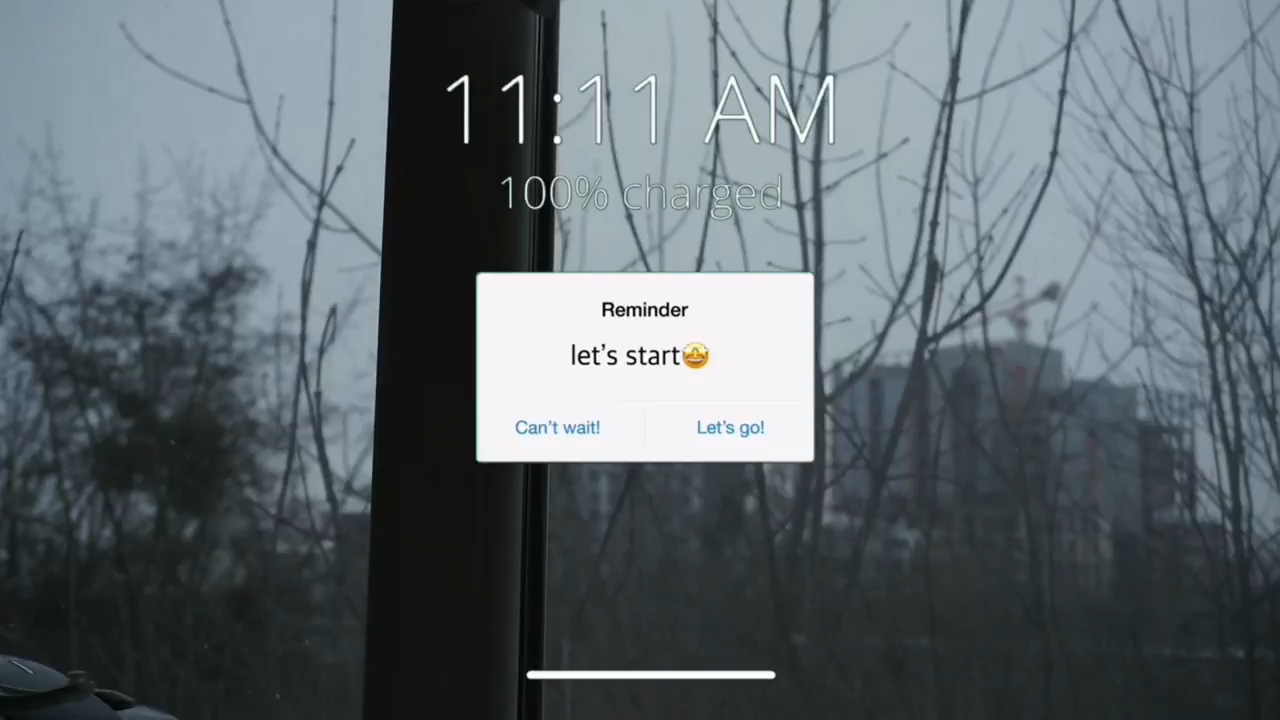 11:11 AM
100% charged
Reminder
let’s start🤩
Can’t wait!
Let’s go!